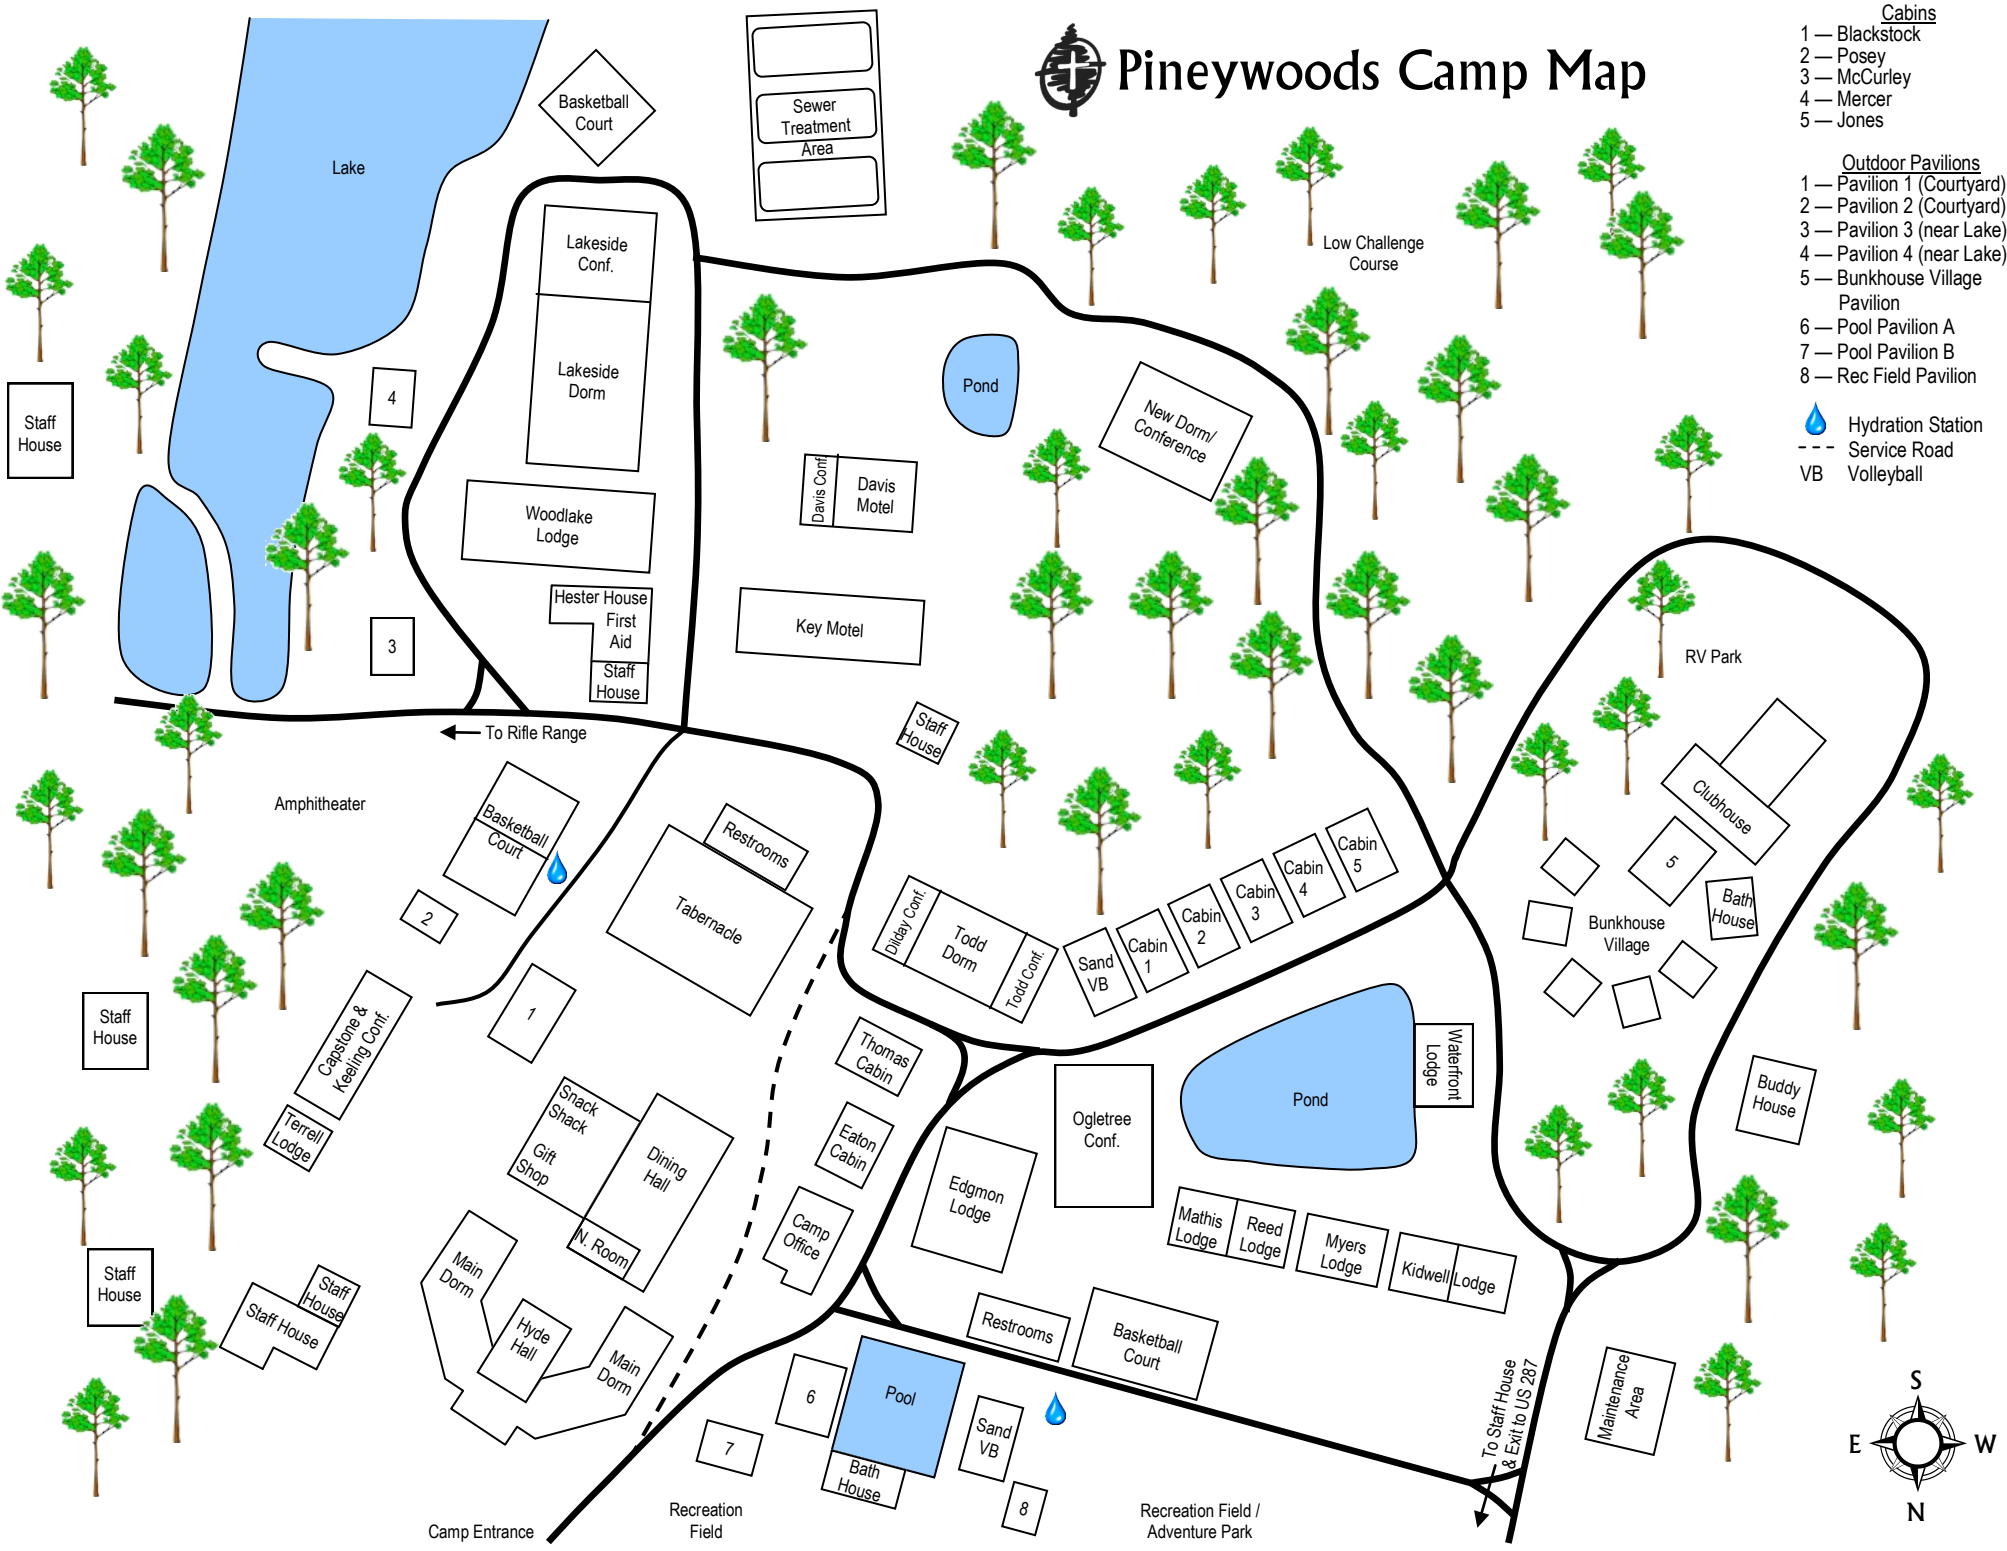 Pineywoods Camp Map
Cabins
1 — Blackstock
2 — Posey
3 — McCurley
4 — Mercer
5 — Jones
Outdoor Pavilions
1 — Pavilion 1 (Courtyard)
2 — Pavilion 2 (Courtyard)
3 — Pavilion 3 (near Lake)
4 — Pavilion 4 (near Lake)
5 — Bunkhouse Village
Pavilion
6 — Pool Pavilion A
7 — Pool Pavilion B
8 — Rec Field Pavilion
Hydration Station
Service Road
VB Volleyball
Lake
Basketball
Court
Sewer
Treatment
Area
Low Challenge
Course
Lakeside
Conf.
Lakeside
Dorm
4
Staff
House
Pond
New Dorm/
Conference
Davis Conf.
Davis
Motel
Woodlake
Lodge
Hester House
First
Aid
Staff
House
3
Key Motel
RV Park
To Rifle Range
Staff
House
Amphitheater
Basketball
Court
Restrooms
Tabernacle
2
1
Clubhouse
5
Bath
House
Bunkhouse
Village
Dilday Conf.
Todd
Dorm
Todd Conf.
Sand
VB
Cabin
1
Cabin
2
Cabin
3
Cabin
4
Cabin
5
Staff
House
Capstone &
Keeling Conf.
Terrell
Lodge
Thomas
Cabin
Eaton
Cabin
Camp
Office
Ogletree
Conf.
Pond
Waterfront
Lodge
Buddy
House
Snack
Shack
Gift
Shop
Dining
Hall
N. Room
Edgmon
Lodge
Mathis
Lodge
Reed
Lodge
Myers
Lodge
Kidwell Lodge
Main
Dorm
Hyde
Hall
Main
Dorm
Staff
House
Staff House
Staff
House
Restrooms
Basketball
Court
6
Pool
7
Bath
House
Sand
VB
8
To Staff House
& Exit to US 287
Maintenance
Area
Recreation
Field
Recreation Field /
Adventure Park
Camp Entrance
S
E
W
N